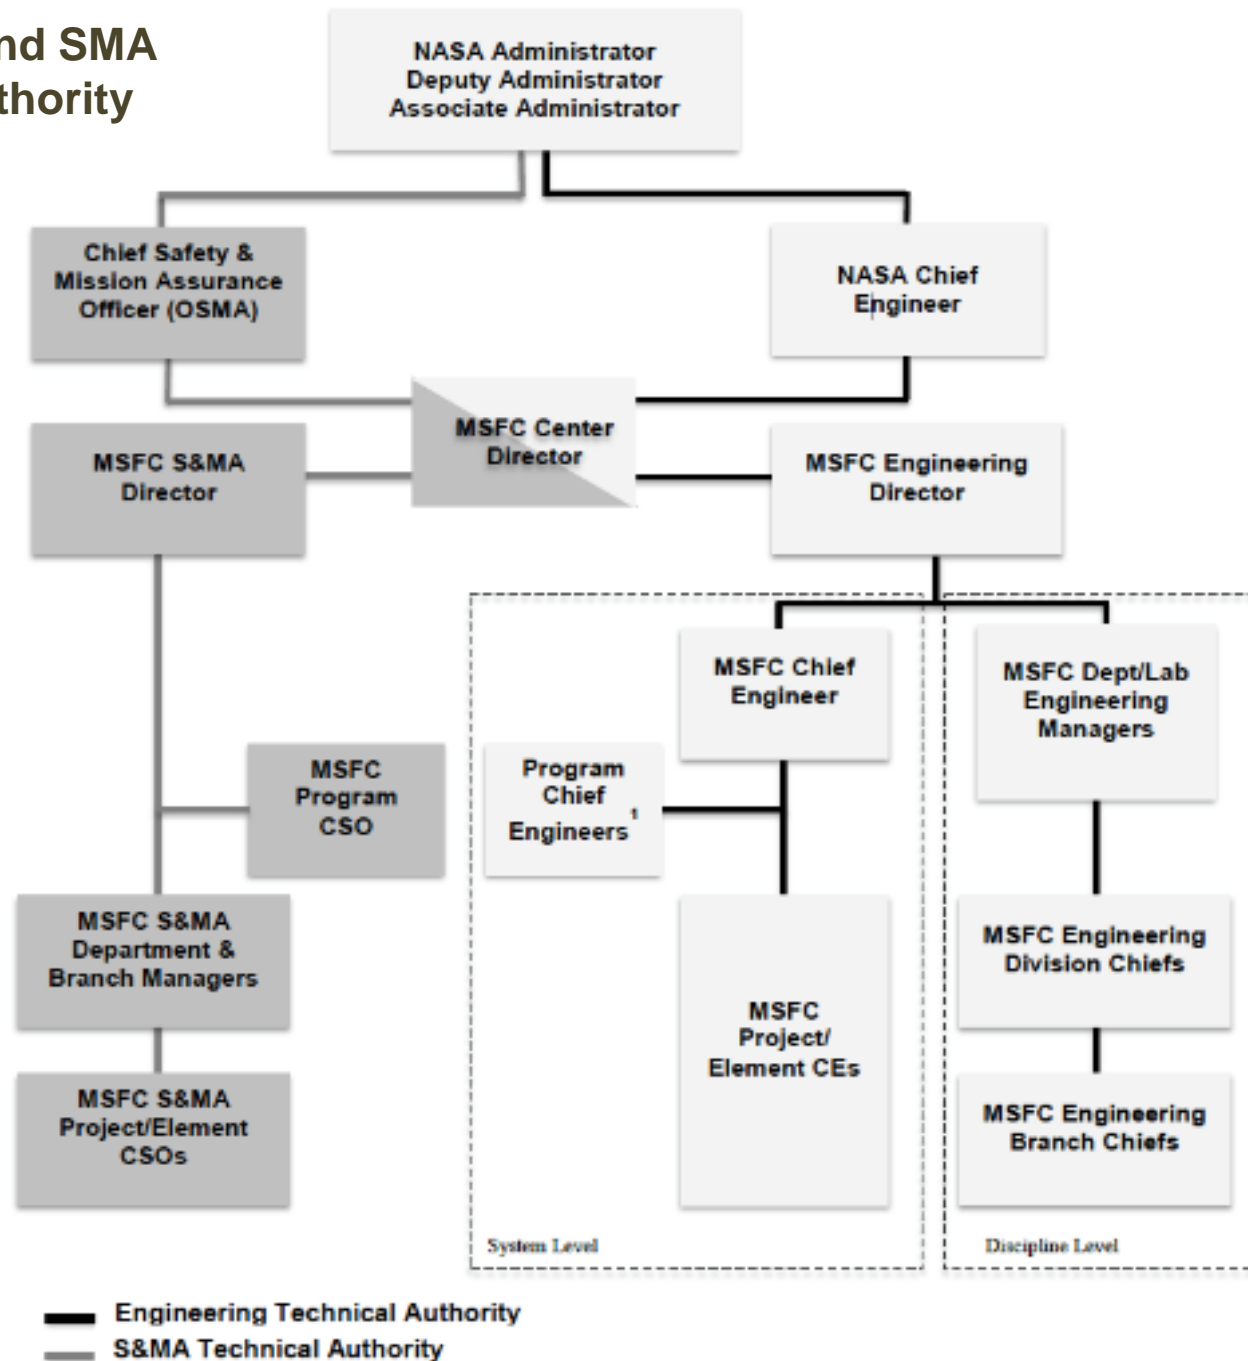 nd SMA
thority
NASA Administrator
Deputy Administrator
Associate Administrator
Chief Safety &
Mission Assurance
Officer (OSMA)
NASA Chief
Engineer
MSFC Center
Director
MSFC S&MA
Director
MSFC Engineering
Director
MSFC Chief
Engineer
MSFC Dept/Lab
Engineering
Managers
MSFC
Program
CSO
Program
Chief
Engineers1
MSFC S&MA
Department &
Branch Managers
MSFC
Project/
Element CEs
MSFC Engineering
Division Chiefs
MSFC S&MA
Project/Element
CSOs
MSFC Engineering
Branch Chiefs
System Level
Discipline Level
Engineering Technical Authority
S&MA Technical Authority